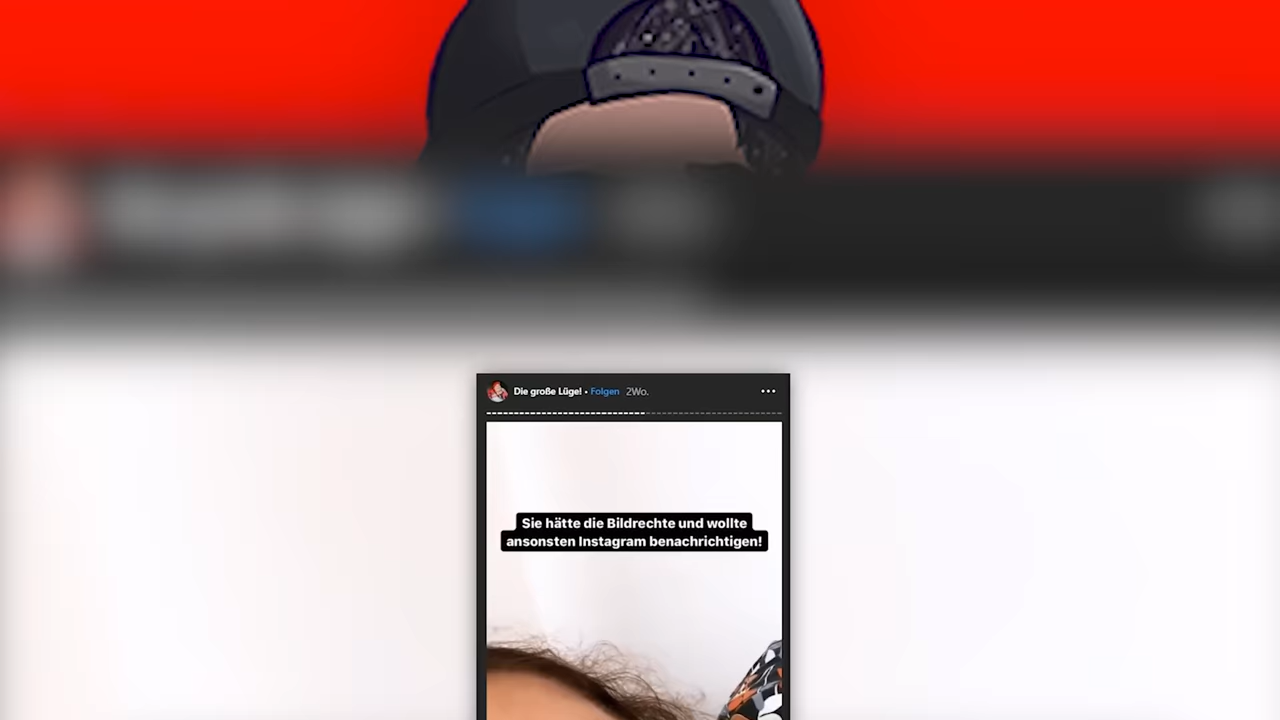 Die große Lüge! • Folgen 2Wo.
Sie hätte die Bildrechte und wollte
ansonsten Instagram benachrichtigen!